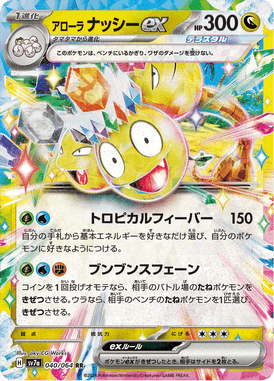 1進化
アローラ ナッシーex
HP300
タマタマから進化
テラスタル
このポケモンは、ベンチにいるかぎり、ワザのダメージを受けない。
トロピカルフィーバー 150
自分の手札から基本エネルギーを好きなだけ選び、自分のポケモンに好きなようにつける。
ブンブンスフェーン
コインを1回投げオモテなら、相手のバトル場のたねポケモンを
きぜつさせる。ウラなら、相手のベンチのたねポケモンを1匹選び、
きぜつさせる。
弱点
抵抗力
にげる
exルール
ポケモンexがきぜつしたとき、相手はサイドを2枚とる。
Illus. 5ban Graphics
H sv7a 040/064 RR
©2024 Pokémon/Nintendo/Creatures/GAME FREAK.